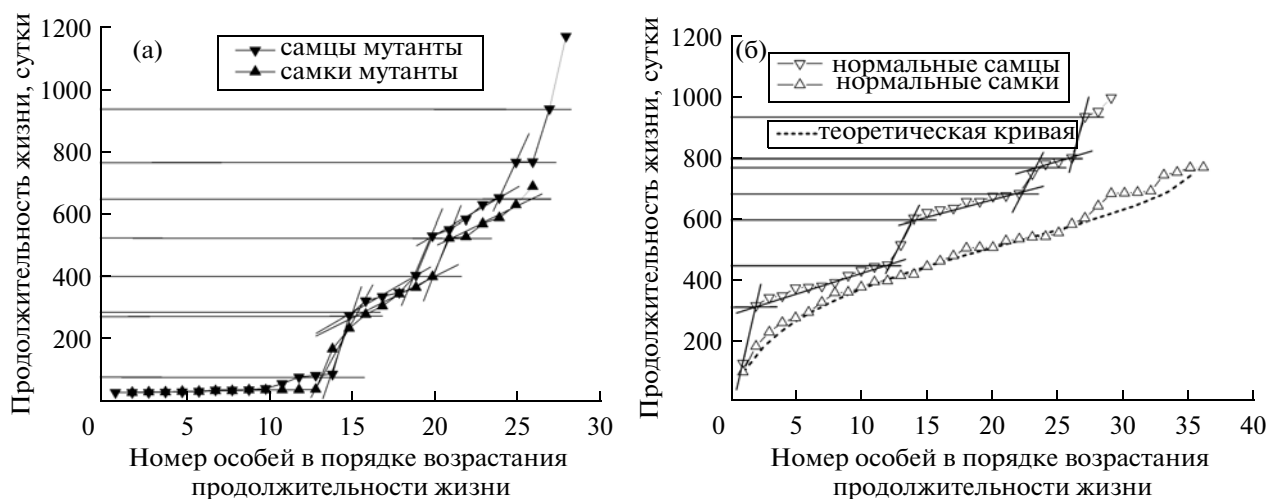 Продолжительность жизни, сутки
1200
1000
800
600
400
200
(а)
самцы мутанты
самки мутанты
0
5
10
15
20
25
30
Номер особей в порядке возрастания
продолжительности жизни
Продолжительность жизни, сутки
1200
1000
800
600
400
200
(б)
нормальные самцы
нормальные самки
теоретическая кривая
0
5
10
15
20
25
30
35
40
Номер особей в порядке возрастания
продолжительности жизни